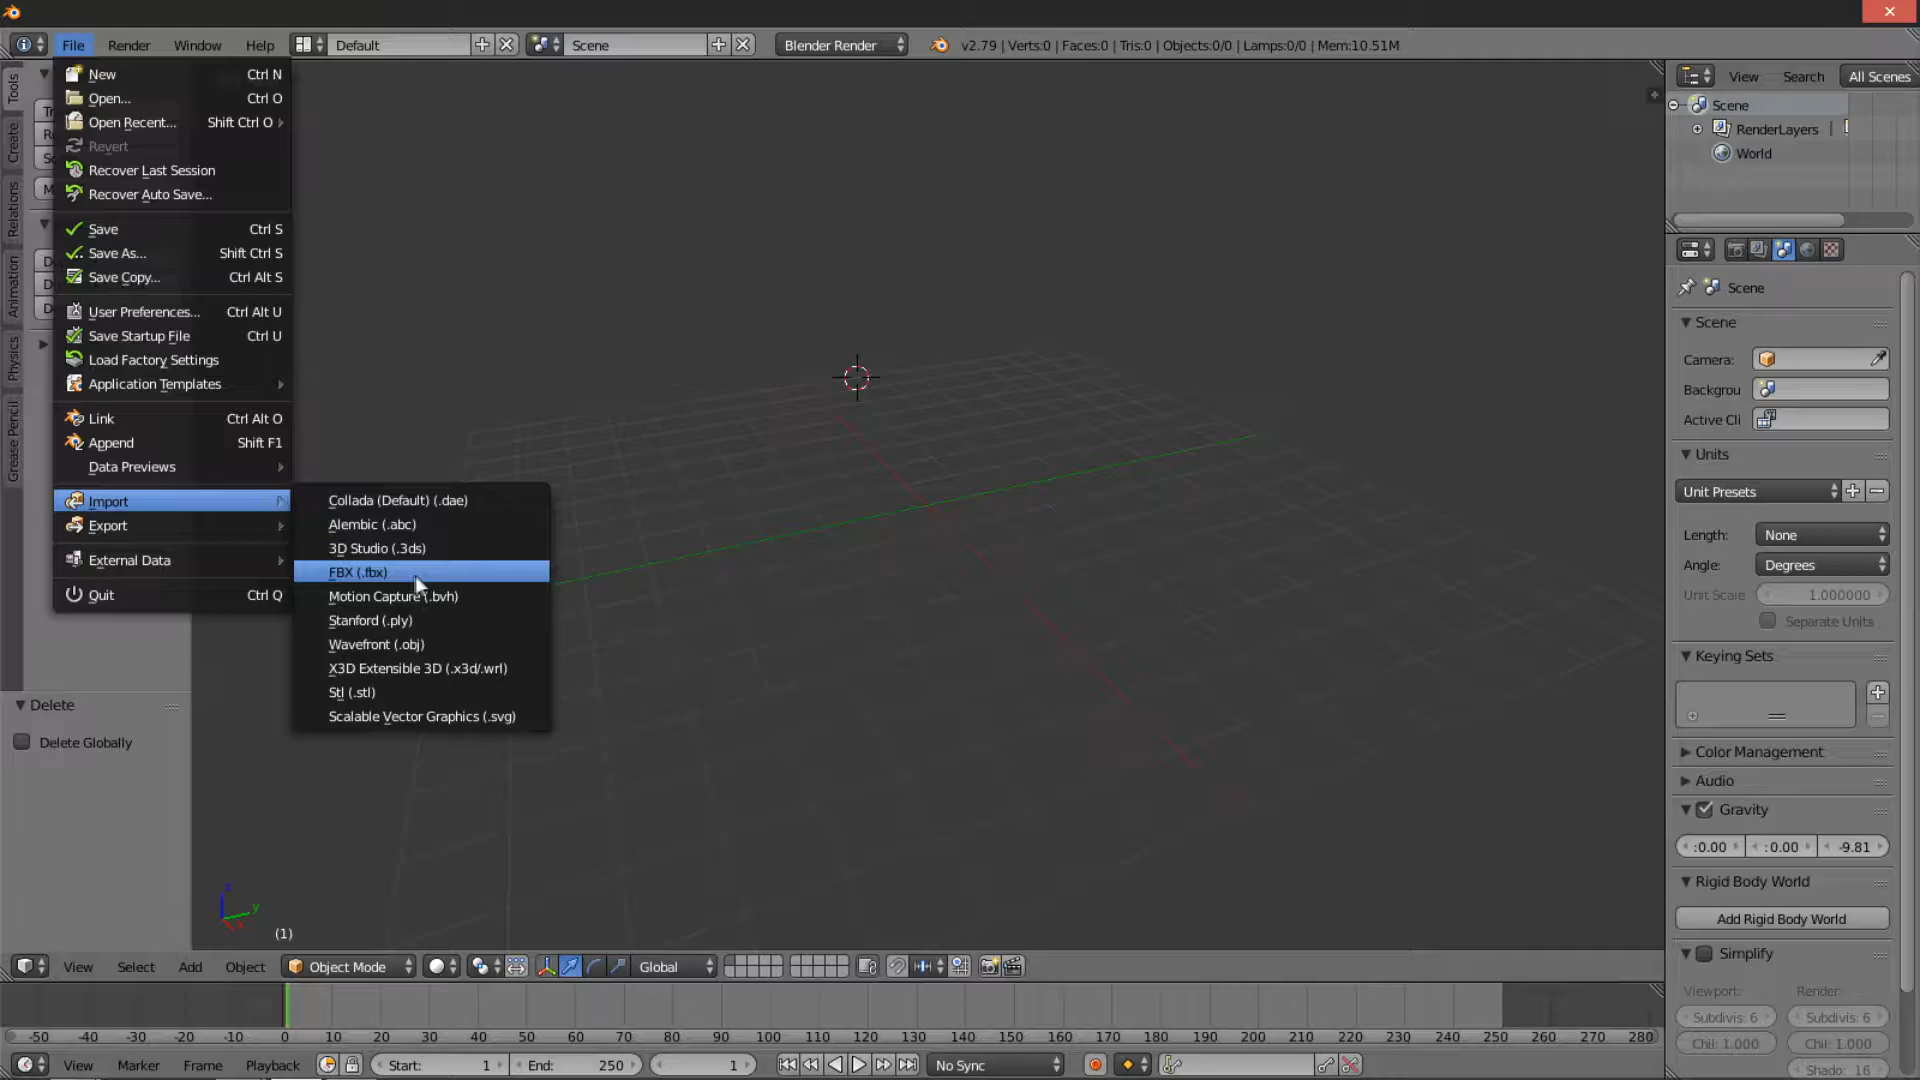 File Render Window Help Default Scene Blender Render v2.79 | Verts:0 | Faces:0 | Tris:0 | Objects:0/0 | Lamps:0/0 | Mem:10.51M
New Ctrl N
Open... Ctrl O
Open Recent... Shift Ctrl O
Revert
Recover Last Session
Recover Auto Save...
Save Ctrl S
Save As... Shift Ctrl S
Save Copy... Ctrl Alt S
User Preferences... Ctrl Alt U
Save Startup File Ctrl U
Load Factory Settings
Application Templates
Link Ctrl Alt O
Append Shift F1
Data Previews
Import
Export
External Data
Quit Ctrl Q
Collada (Default) (.dae)
Alembic (.abc)
3D Studio (.3ds)
FBX (.fbx)
Motion Capture (.bvh)
Stanford (.ply)
Wavefront (.obj)
X3D Extensible 3D (.x3d/.wrl)
Stl (.stl)
Scalable Vector Graphics (.svg)
Tools
Create
Relations
Animation
Physics
Grease Pencil
Delete
Delete Globally
z
y
x
(1)
View Search All Scenes
Scene
RenderLayers
World
Scene
Scene
Camera:
Backgrou
Active Cli
Units
Unit Presets
Length: None
Angle: Degrees
Unit Scale 1.000000
Separate Units
Keying Sets
Color Management
Audio
Gravity
:0.00 :0.00 -9.81
Rigid Body World
Add Rigid Body World
Simplify
Viewport: Render:
Subdivis: 6 Subdivis: 6
Chil: 1.000 Chil: 1.000
Shado: 16
View Select Add Object Object Mode Global
-50 -40 -30 -20 -10 0 10 20 30 40 50 60 70 80 90 100 110 120 130 140 150 160 170 180 190 200 210 220 230 240 250 260 270 280
View Marker Frame Playback Start: 1 End: 250 1 No Sync